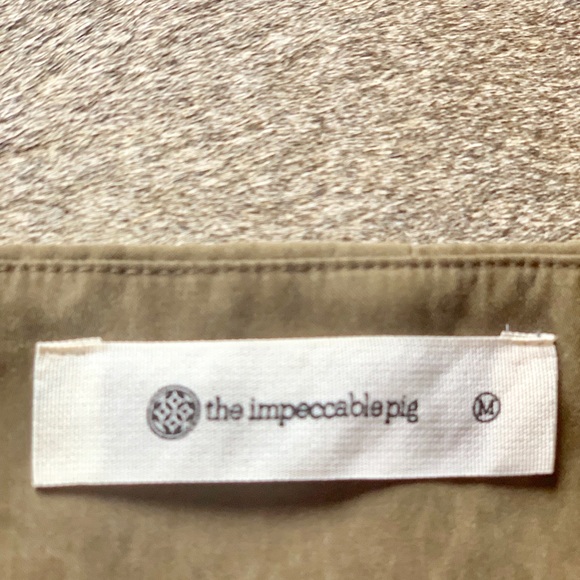 the impeccable pig M